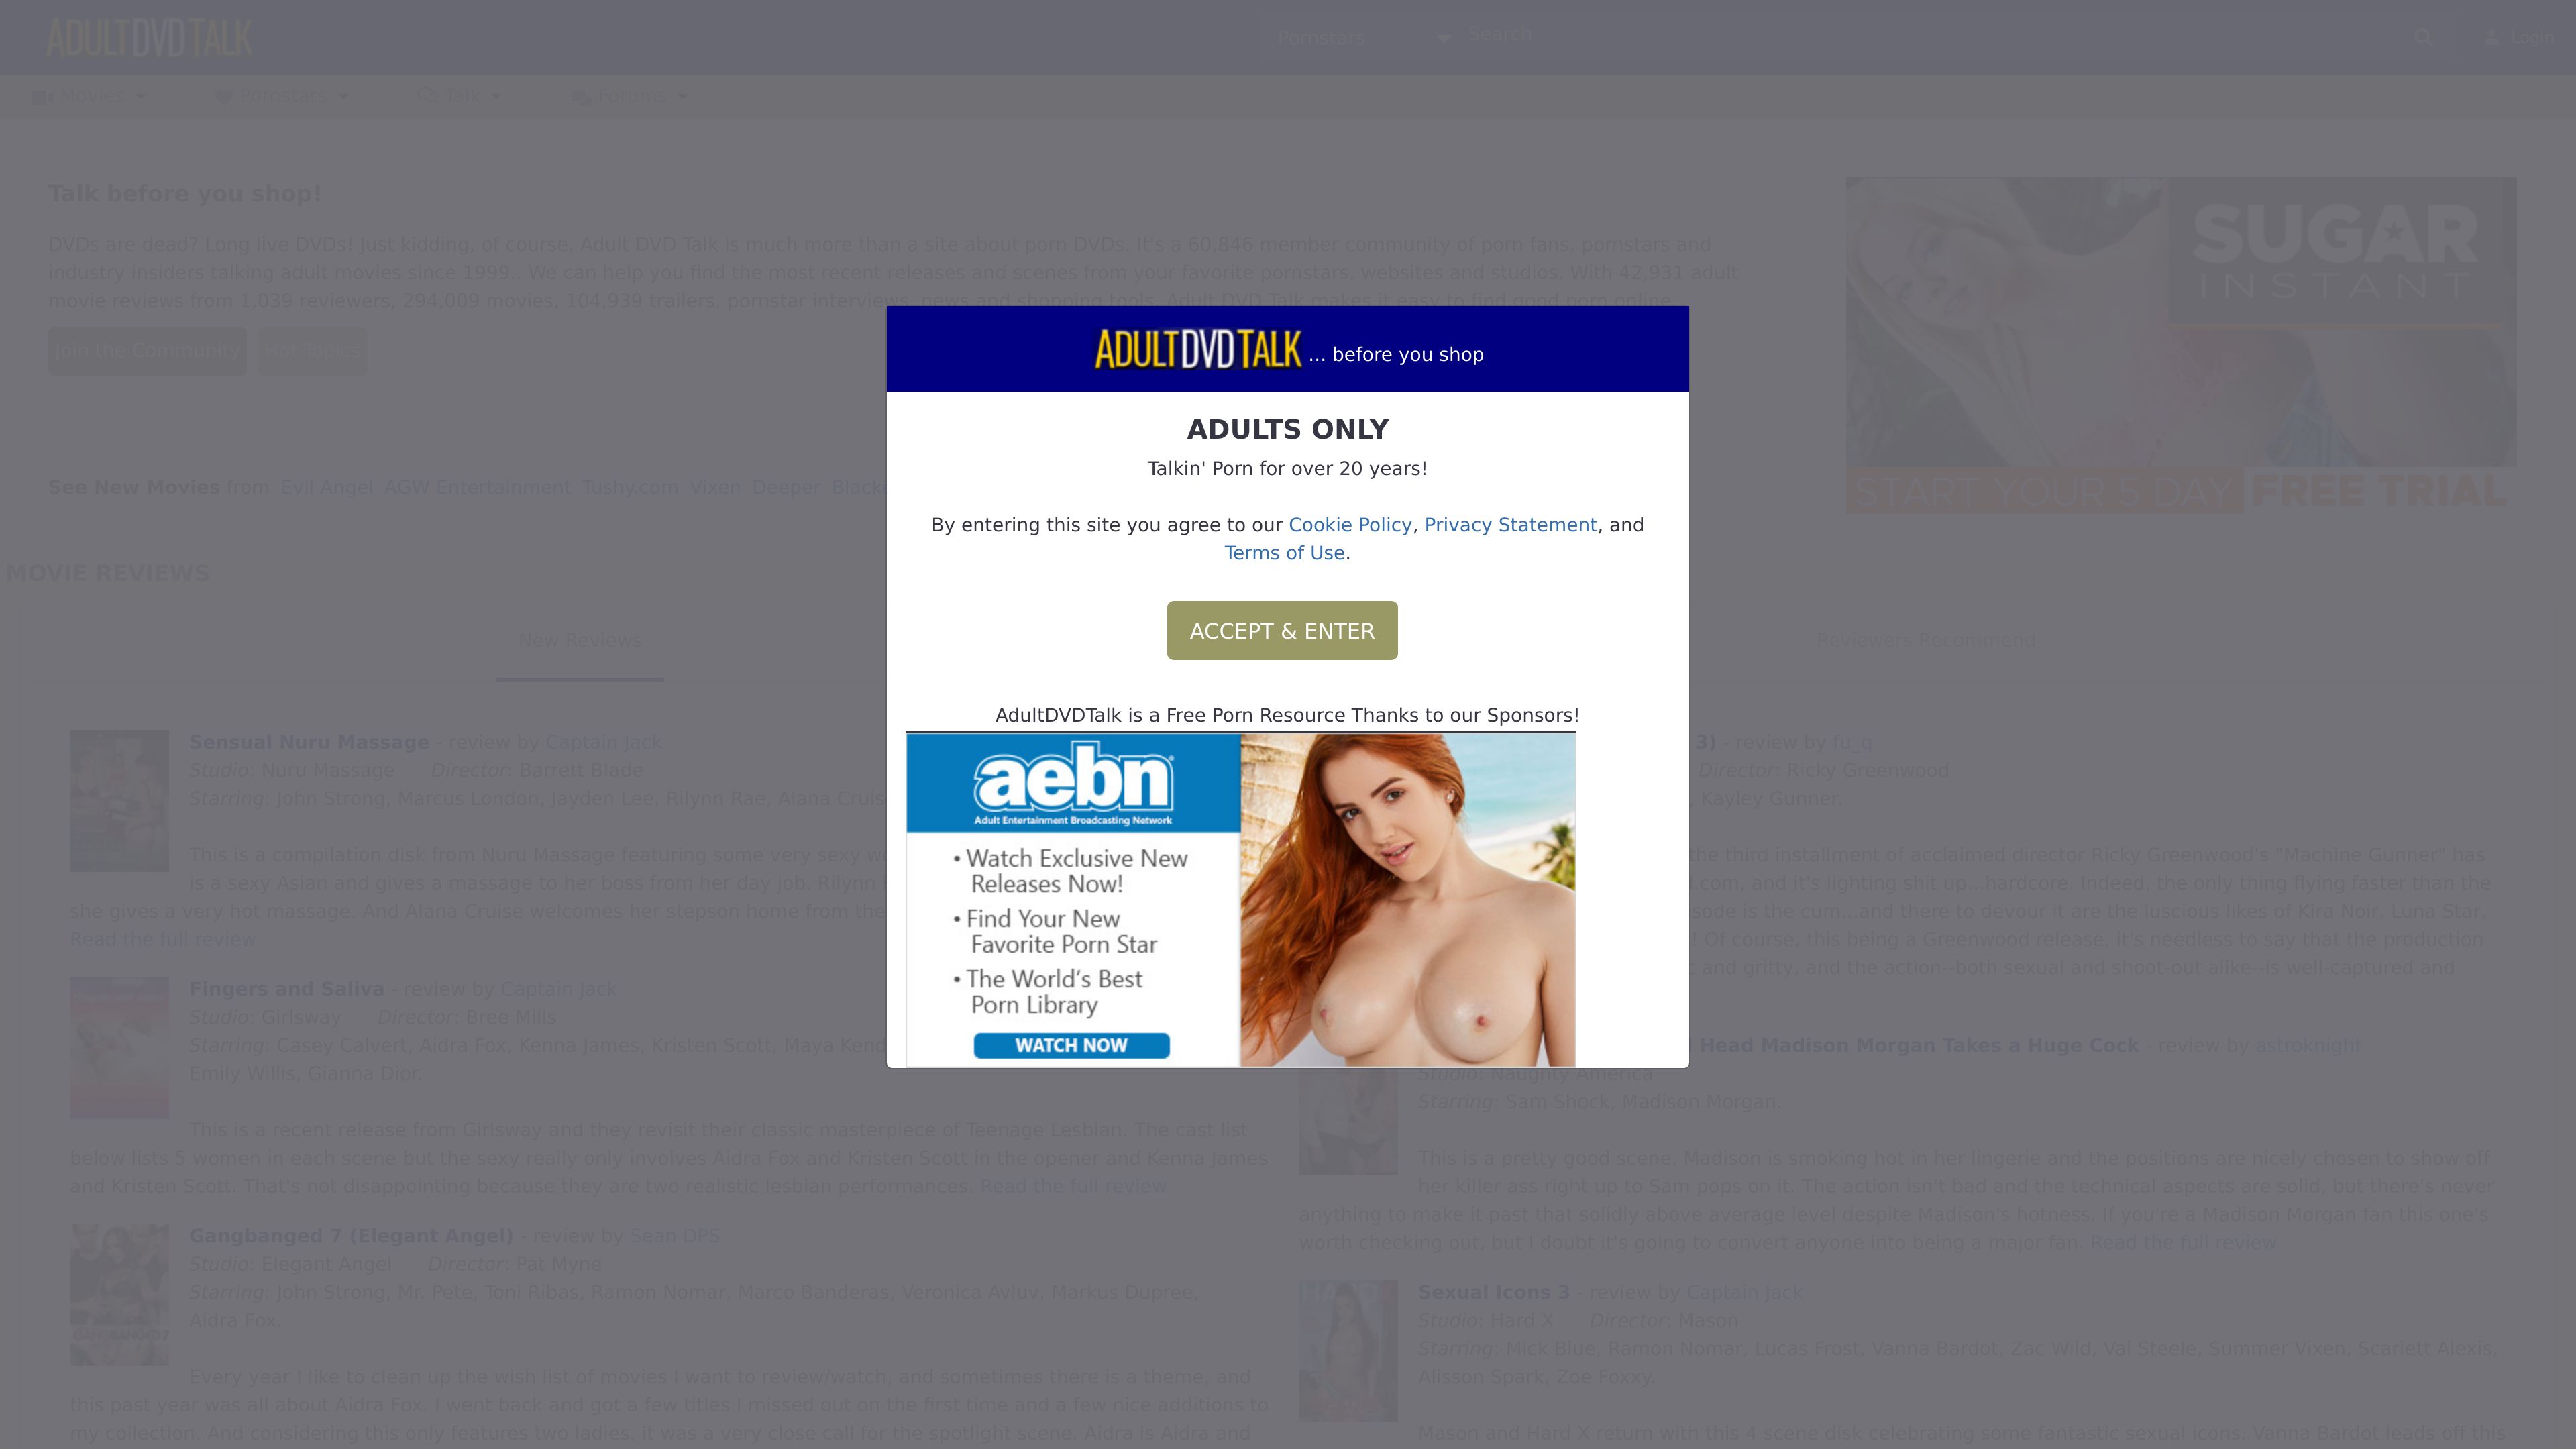 ADULTDVDTALK
Pornstars
Search
Login
Movies
Pornstars
Talk
Forums
Talk before you shop!
DVDs are dead? Long live DVDs! Just kidding, of course, Adult DVD Talk is much more than a site about porn DVDs. It's a 60,846 member community of porn fans, pornstars and
industry insiders talking adult movies since 1999.. We can help you find the most recent releases and scenes from your favorite pornstars, websites and studios. With 42,931 adult
movie reviews from 1,039 reviewers, 294,009 movies, 104,939 trailers, pornstar interviews, news and shopping tools, Adult DVD Talk makes it easy to find good porn online.
Join the Community
Hot Topics
SUGAR
INSTANT
START YOUR 5 DAY FREE TRIAL
See New Movies from Evil Angel AGW Entertainment Tushy.com Vixen Deeper
MOVIE REVIEWS
New Reviews
Reviewers Recommend
ADULTDVDTALK ... before you shop
ADULTS ONLY
Talkin' Porn for over 20 years!
By entering this site you agree to our Cookie Policy, Privacy Statement, and
Terms of Use.
ACCEPT & ENTER
AdultDVDTalk is a Free Porn Resource Thanks to our Sponsors!
aebn
Adult Entertainment Broadcasting Network
• Watch Exclusive New
Releases Now!
• Find Your New
Favorite Porn Star
• The World's Best
Porn Library
WATCH NOW
Sensual Nuru Massage - review by Captain Jack
Studio: Nuru Massage Director: Barrett Blade
Starring: John Strong, Marcus London, Jayden Lee, Rilynn Rae, Alana Cruise
This is a compilation disk from Nuru Massage featuring some very sexy
is a sexy Asian and gives a massage to her boss from her day job. Rilynn
she gives a very hot massage. And Alana Cruise welcomes her stepson home from the
Read the full review
Fingers and Saliva - review by Captain Jack
Studio: Girlsway Director: Bree Mills
Starring: Casey Calvert, Aidra Fox, Kenna James, Kristen Scott, Maya
Emily Willis, Gianna Dior.
This is a recent release from Girlsway and they revisit their classic masterpiece of Teenage Lesbian. The cast list
below lists 5 women in each scene but the sexy really only involves Aidra Fox and Kristen Scott in the opener and Kenna James
and Kristen Scott. That's not disappointing because they are two realistic lesbian performances. Read the full review
Gangbanged 7 (Elegant Angel) - review by Sean DPS
Studio: Elegant Angel Director: Pat Myne
Starring: John Strong, Mr. Pete, Toni Ribas, Ramon Nomar, Marco Banderas, Veronica Avluv, Markus Dupree,
Aidra Fox.
Every year I like to clean up the wish list of movies I want to review/watch, and sometimes there is a theme, and
this past year was all about Aidra Fox. I went back and got a few titles I missed out on the first time and a few nice additions to
my collection. And considering this only features two ladies, it was a very close call for the spotlight scene. Aidra is Aidra and
3) - review by fu_q
Director: Ricky Greenwood
Kayley Gunner.
the third installment of acclaimed director Ricky Greenwood's "Machine Gunner" has
.com, and it's lighting shit up...hardcore. Indeed, the only thing flying faster than the
is the cum...and there to devour it are the luscious likes of Kira Noir, Luna Star,
! Of course, this being a Greenwood release, it's needless to say that the production
and gritty, and the action--both sexual and shoot-out alike--is well-captured and
Head Madison Morgan Takes a Huge Cock - review by astroknight
Studio: Naughty America
Starring: Sam Shock, Madison Morgan.
This is a pretty good scene. Madison is smoking hot in her lingerie and the positions are nicely chosen to show off
her killer ass right up to Sam pops on it. The action isn't bad and the technical aspects are solid, but there's never
anything to make it past that solidly above average level despite Madison's hotness. If you're a Madison Morgan fan this one's
worth checking out, but I doubt it's going to convert anyone into being a major fan. Read the full review
Sexual Icons 3 - review by Captain Jack
Studio: Hard X Director: Mason
Starring: Mick Blue, Ramon Nomar, Lucas Frost, Vanna Bardot, Zac Wild, Val Steele, Summer Vixen, Scarlett Alexis,
Alisson Spark, Zoe Foxxy.
Mason and Hard X return with this 4 scene disk celebrating some fantastic sexual icons. Vanna Bardot leads off this